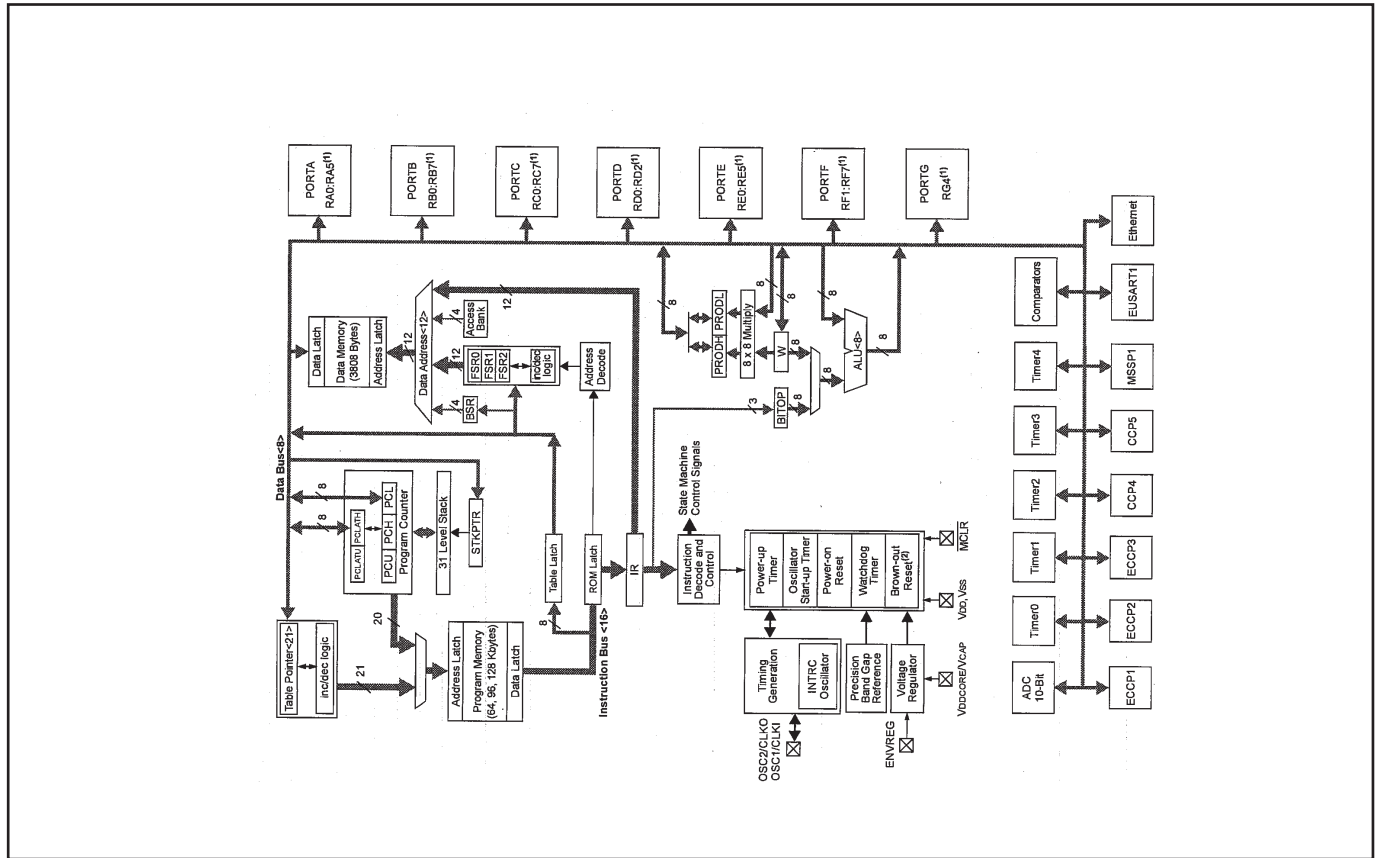 Data Bus<8>
Table Pointer<21>
inc/dec logic
21
20
8
8
PCLATU
PCLATH
PCU
PCH
PCL
Program Counter
31 Level Stack
STKPTR
Address Latch
Program Memory
(64, 96, 128 Kbytes)
Data Latch
Instruction Bus <16>
8
Table Latch
ROM Latch
IR
Data Latch
Data Memory
(3808 Bytes)
Address Latch
12
Data Address<12>
4
12
4
BSR
FSR0
FSR1
FSR2
inc/dec
logic
Access
Bank
12
Address
Decode
PORTA
RA0:RA5(1)
PORTB
RB0:RB7(1)
PORTC
RC0:RC7(1)
PORTD
RD0:RD2(1)
PORTE
RE0:RE5(1)
PORTF
RF1:RF7(1)
PORTG
RG4(1)
Instruction
Decode and
Control
State Machine
Control Signals
8
PRODH
PRODL
8 x 8 Multiply
8
8
3
BITOP
W
8
8
8
8
ALU<8>
8
OSC2/CLKO
OSC1/CLKI
Timing
Generation
INTRC
Oscillator
Precision
Band Gap
Reference
ENVREG
Voltage
Regulator
Power-up
Timer
Oscillator
Start-up Timer
Power-on
Reset
Watchdog
Timer
Brown-out
Reset(2)
VDDCORE/VCAP
VDD, VSS
MCLR
ADC
10-Bit
Timer0
Timer1
Timer2
Timer3
Timer4
Comparators
ECCP1
ECCP2
ECCP3
CCP4
CCP5
MSSP1
EUSART1
Ethernet